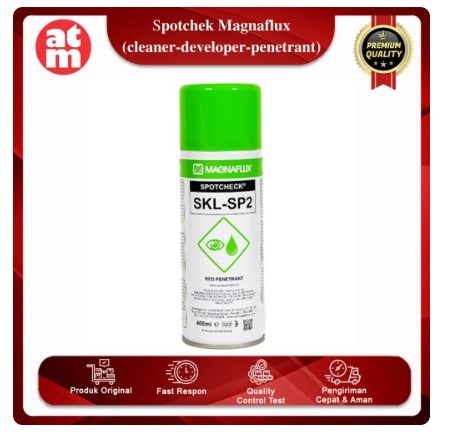 atm
Spotchek Magnaflux
(cleaner-developer-penetrant)
PREMIUM
QUALITY
MAGNAFLUX
SPOTCHECK®
SKL-SP2
RED PENETRANT
400ml
Produk Original
Fast Respon
Quality
Control Test
Pengiriman
Cepat & Aman